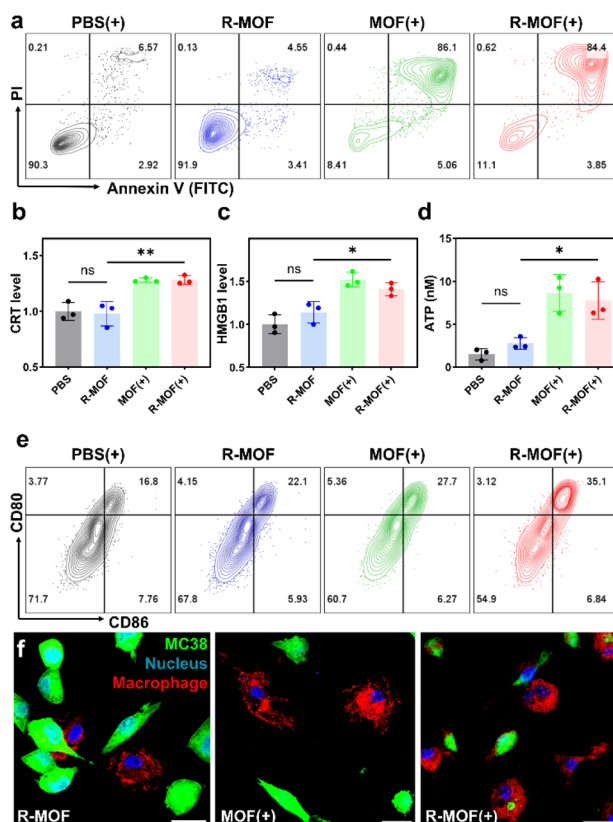 a
PBS(+) R-MOF MOF(+) R-MOF(+)
0.21 6.57 0.13 4.55 0.44 86.1 0.62 84.4
PI
90.3 2.92 91.9 3.41 8.41 5.06 11.1 3.85
Annexin V (FITC)
b c d
CRT level
1.5
1.0
0.5
ns
**
PBS R-MOF MOF(+) R-MOF(+)
HMGB1 level
2.0
1.5
1.0
0.5
ns
*
PBS R-MOF MOF(+) R-MOF(+)
ATP (nM)
15
10
5
0
ns
*
PBS R-MOF MOF(+) R-MOF(+)
e
PBS(+) R-MOF MOF(+) R-MOF(+)
3.77 16.8 4.15 22.1 5.36 27.7 3.12 35.1
CD80
71.7 7.76 67.8 5.93 60.7 6.27 54.9 6.84
CD86
f
MC38
Nucleus
Macrophage
R-MOF MOF(+) R-MOF(+)